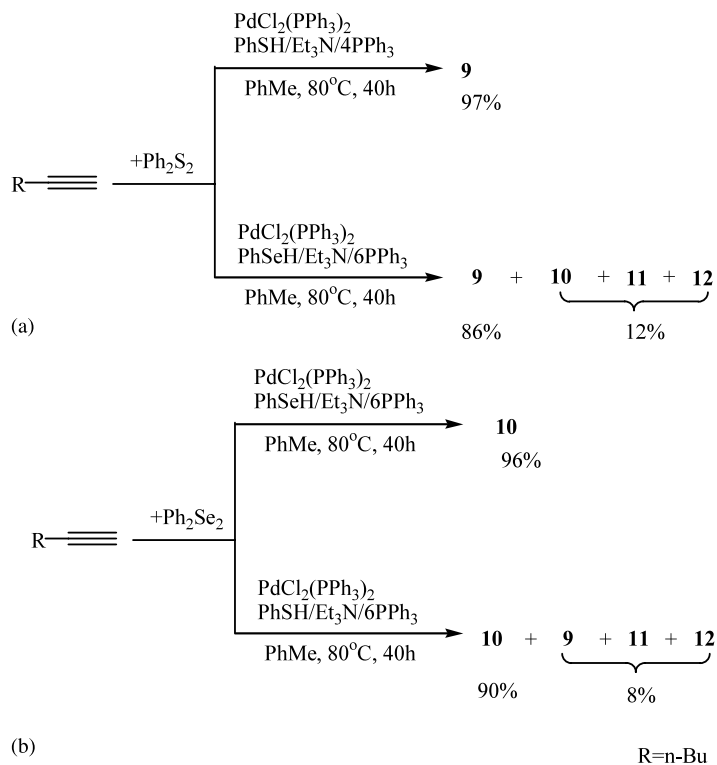 PdCl₂(PPh₃)₂
PhSH/Et₃N/4PPh₃
PhMe, 80°C, 40h
9
97%
R
+Ph₂S₂
PdCl₂(PPh₃)₂
PhSeH/Et₃N/6PPh₃
PhMe, 80°C, 40h
9 + 10 + 11 + 12
86% 12%
(a)
PdCl₂(PPh₃)₂
PhSeH/Et₃N/6PPh₃
PhMe, 80°C, 40h
10
96%
R
+Ph₂Se₂
PdCl₂(PPh₃)₂
PhSH/Et₃N/6PPh₃
PhMe, 80°C, 40h
10 + 9 + 11 + 12
90% 8%
(b)
R=n-Bu